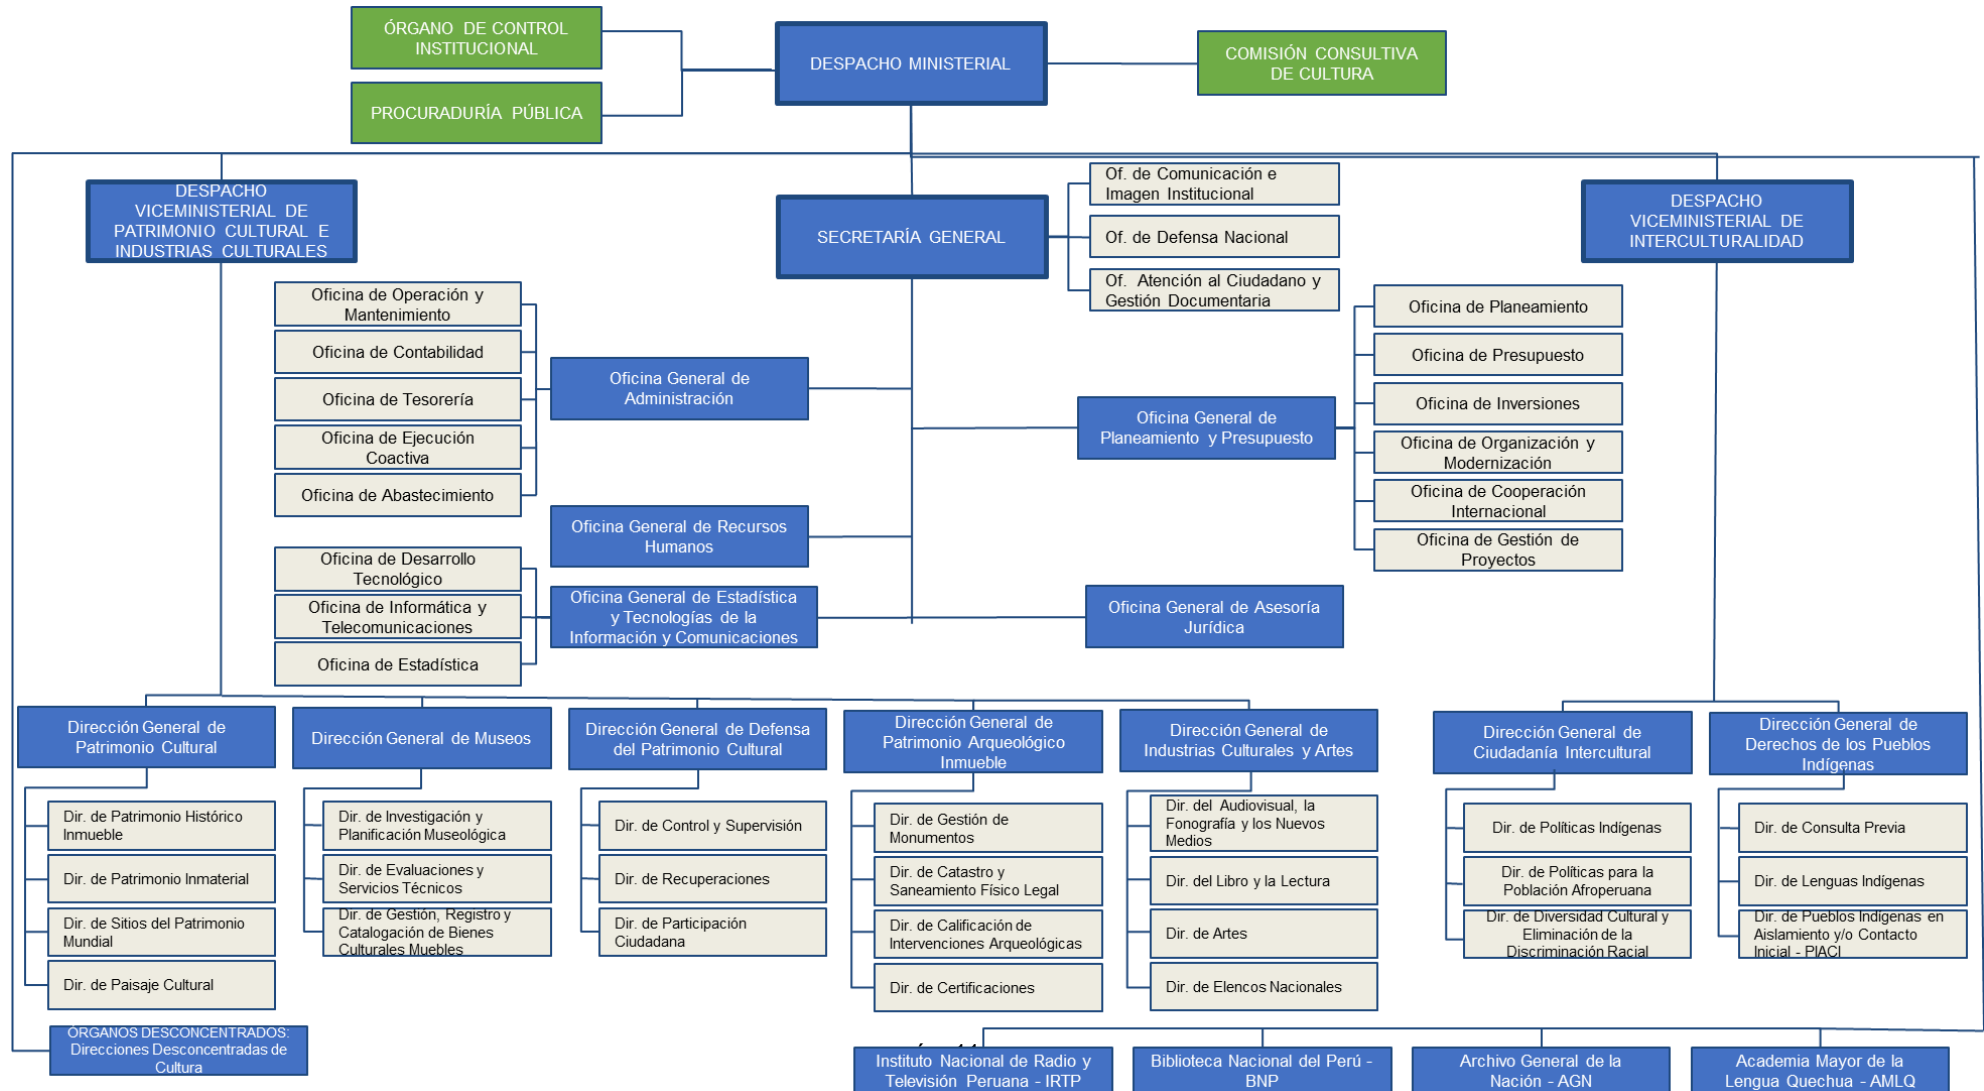 ÓRGANO DE CONTROL
INSTITUCIONAL
PROCURADURÍA PÚBLICA
DESPACHO MINISTERIAL
COMISIÓN CONSULTIVA
DE CULTURA
DESPACHO
VICEMINISTERIAL DE
PATRIMONIO CULTURAL E
INDUSTRIAS CULTURALES
SECRETARÍA GENERAL
Of. de Comunicación e
Imagen Institucional
Of. de Defensa Nacional
Of. Atención al Ciudadano y
Gestión Documentaria
DESPACHO
VICEMINISTERIAL DE
INTERCULTURALIDAD
Oficina de Operación y
Mantenimiento
Oficina de Contabilidad
Oficina de Tesorería
Oficina de Ejecución
Coactiva
Oficina de Abastecimiento
Oficina General de
Administración
Oficina General de
Planeamiento y Presupuesto
Oficina de Planeamiento
Oficina de Presupuesto
Oficina de Inversiones
Oficina de Organización y
Modernización
Oficina de Cooperación
Internacional
Oficina de Gestión de
Proyectos
Oficina General de Recursos
Humanos
Oficina de Desarrollo
Tecnológico
Oficina de Informática y
Telecomunicaciones
Oficina de Estadística
Oficina General de Estadística
y Tecnologías de la
Información y Comunicaciones
Oficina General de Asesoría
Jurídica
Dirección General de
Patrimonio Cultural
Dir. de Patrimonio Histórico
Inmueble
Dir. de Patrimonio Inmaterial
Dir. de Sitios del Patrimonio
Mundial
Dir. de Paisaje Cultural
Dirección General de Museos
Dir. de Investigación y
Planificación Museológica
Dir. de Evaluaciones y
Servicios Técnicos
Dir. de Gestión, Registro y
Catalogación de Bienes
Culturales Muebles
Dirección General de Defensa
del Patrimonio Cultural
Dir. de Control y Supervisión
Dir. de Recuperaciones
Dir. de Participación
Ciudadana
Dirección General de
Patrimonio Arqueológico
Inmueble
Dir. de Gestión de
Monumentos
Dir. de Catastro y
Saneamiento Físico Legal
Dir. de Calificación de
Intervenciones Arqueológicas
Dir. de Certificaciones
Dirección General de
Industrias Culturales y Artes
Dir. del Audiovisual, la
Fonografía y los Nuevos
Medios
Dir. del Libro y la Lectura
Dir. de Artes
Dir. de Elencos Nacionales
Dirección General de
Ciudadanía Intercultural
Dir. de Políticas Indígenas
Dir. de Políticas para la
Población Afroperuana
Dir. de Diversidad Cultural y
Eliminación de la
Discriminación Racial
Dirección General de
Derechos de los Pueblos
Indígenas
Dir. de Consulta Previa
Dir. de Lenguas Indígenas
Dir. de Pueblos Indígenas en
Aislamiento y/o Contacto
Inicial - PIACI
ÓRGANOS DESCONCENTRADOS:
Direcciones Desconcentradas de
Cultura
Instituto Nacional de Radio y
Televisión Peruana - IRTP
Biblioteca Nacional del Perú -
BNP
Archivo General de la
Nación - AGN
Academia Mayor de la
Lengua Quechua - AMLQ